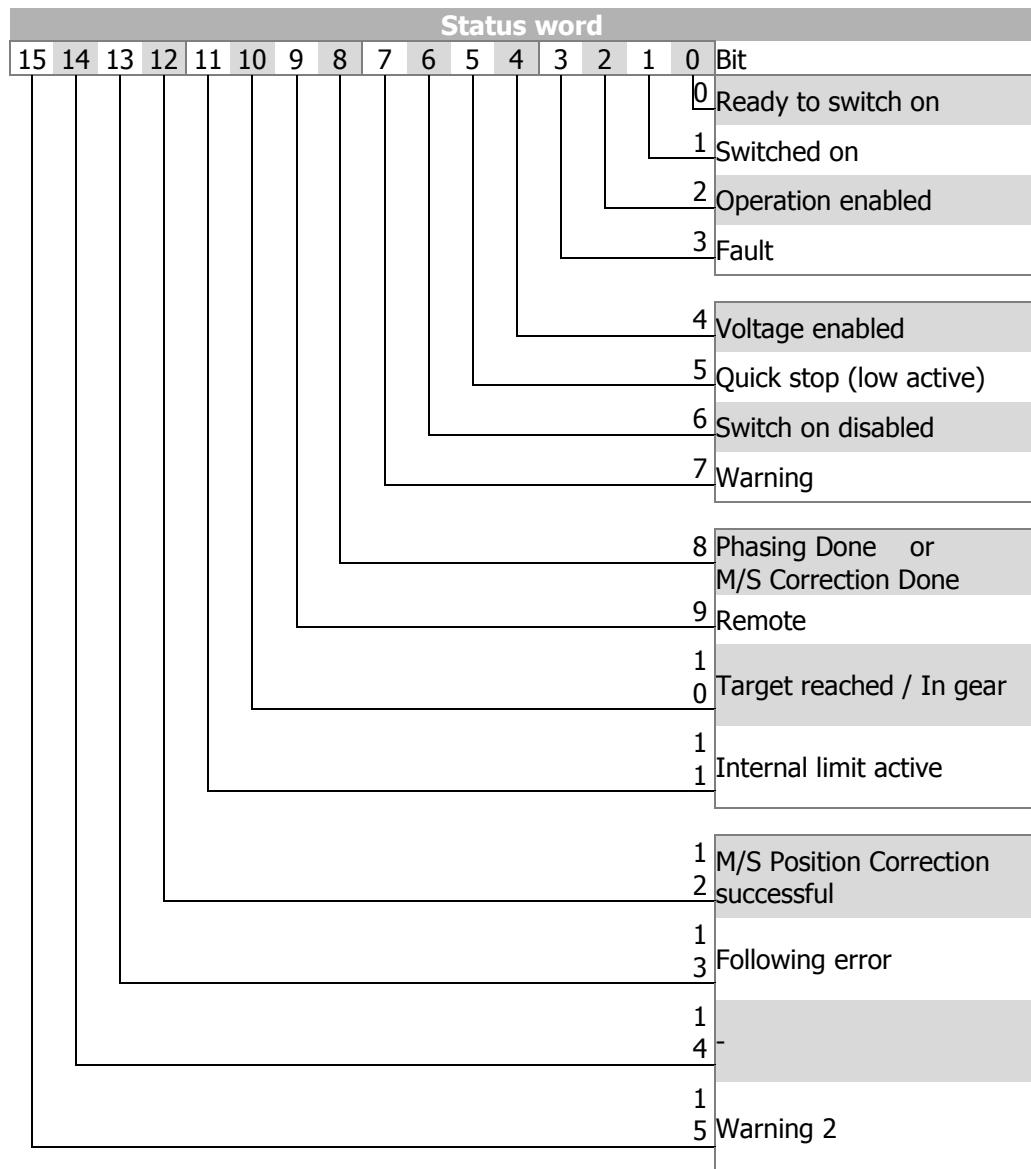 Status word
15 14 13 12 11 10 9 8 7 6 5 4 3 2 1 0 Bit
0 Ready to switch on
1 Switched on
2 Operation enabled
3 Fault
4 Voltage enabled
5 Quick stop (low active)
6 Switch on disabled
7 Warning
8 Phasing Done or
M/S Correction Done
9 Remote
1
0 Target reached / In gear
1
1 Internal limit active
1 M/S Position Correction
2 successful
1
3 Following error
1
4 -
1
5 Warning 2